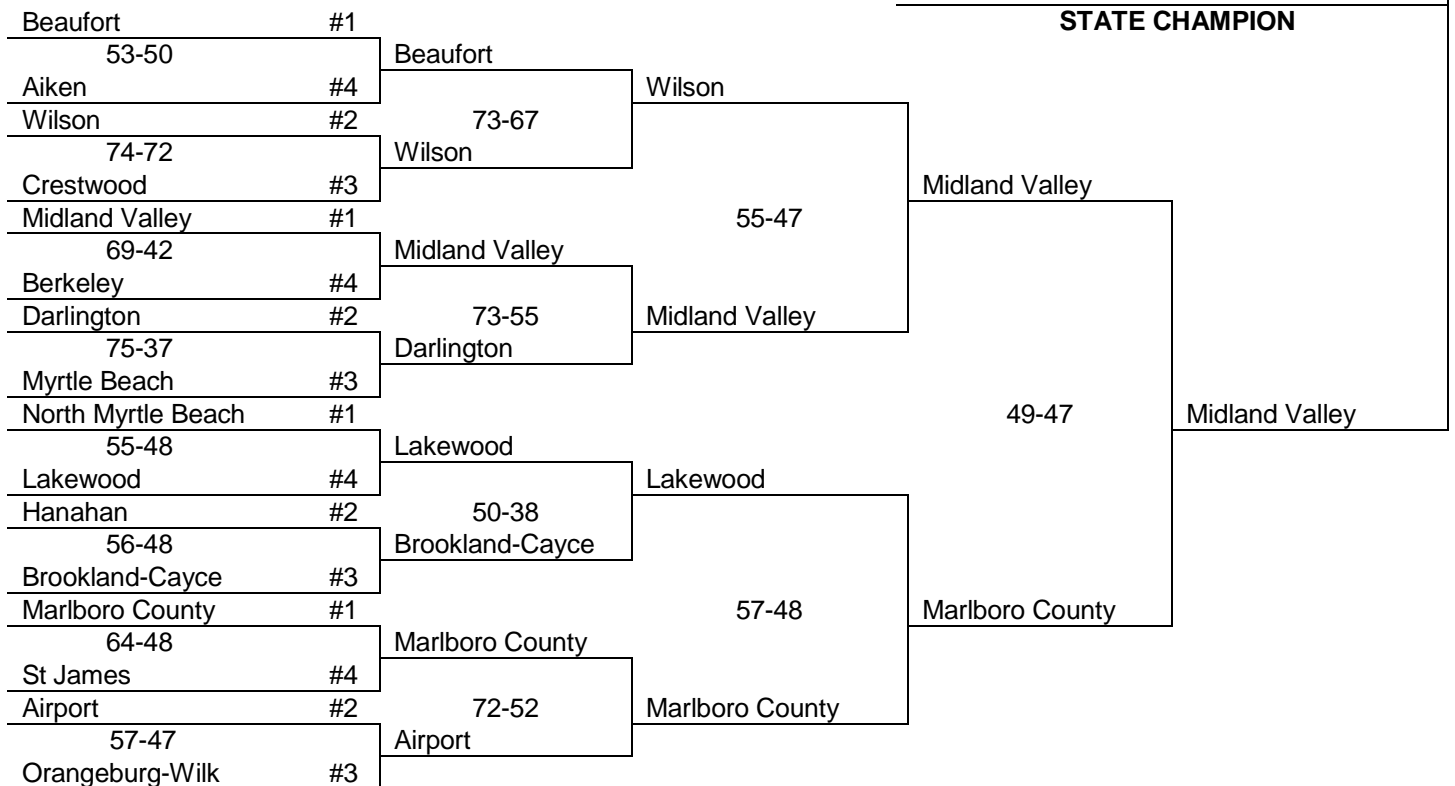 STATE CHAMPION
Beaufort #1
53-50 Beaufort
Aiken #4 Wilson
Wilson #2 73-67
74-72 Wilson
Crestwood #3 Midland Valley
Midland Valley #1 55-47
69-42 Midland Valley
Berkeley #4
Darlington #2 73-55 Midland Valley
75-37 Darlington
Myrtle Beach #3
North Myrtle Beach #1 49-47 Midland Valley
55-48 Lakewood
Lakewood #4 Lakewood
Hanahan #2 50-38
56-48 Brookland-Cayce
Brookland-Cayce #3
Marlboro County #1 57-48 Marlboro County
64-48 Marlboro County
St James #4
Airport #2 72-52 Marlboro County
57-47 Airport
Orangeburg-Wilk #3